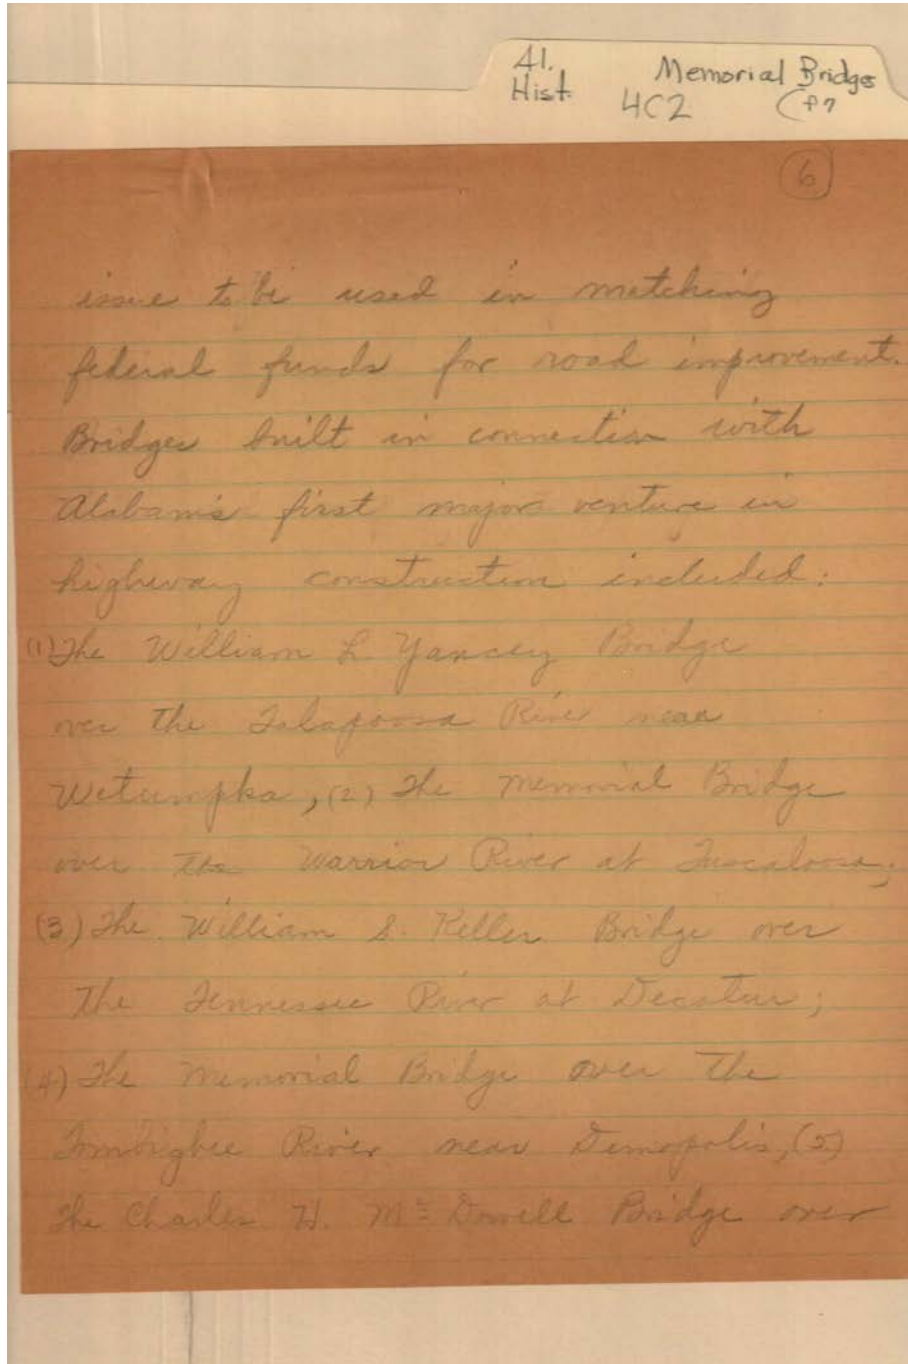 41. Memorial Bridges
Hist. 4C2
6
issue to be used in matching
federal funds for road improvement.
Bridges built in connection with
Alabama's first major venture in
highway construction included:
(1) The William L. Yancey Bridge
over the Talapoosa River near
Wetumpka, (2) The Memorial Bridge
over the Warrior River at Tuscaloosa;
(3) The William S. Keller Bridge over
the Tennessee River at Decatur;
(4) The Memorial Bridge over the
Tombigbee River near Demopolis, (5)
The Charles H. McDowell Bridge over